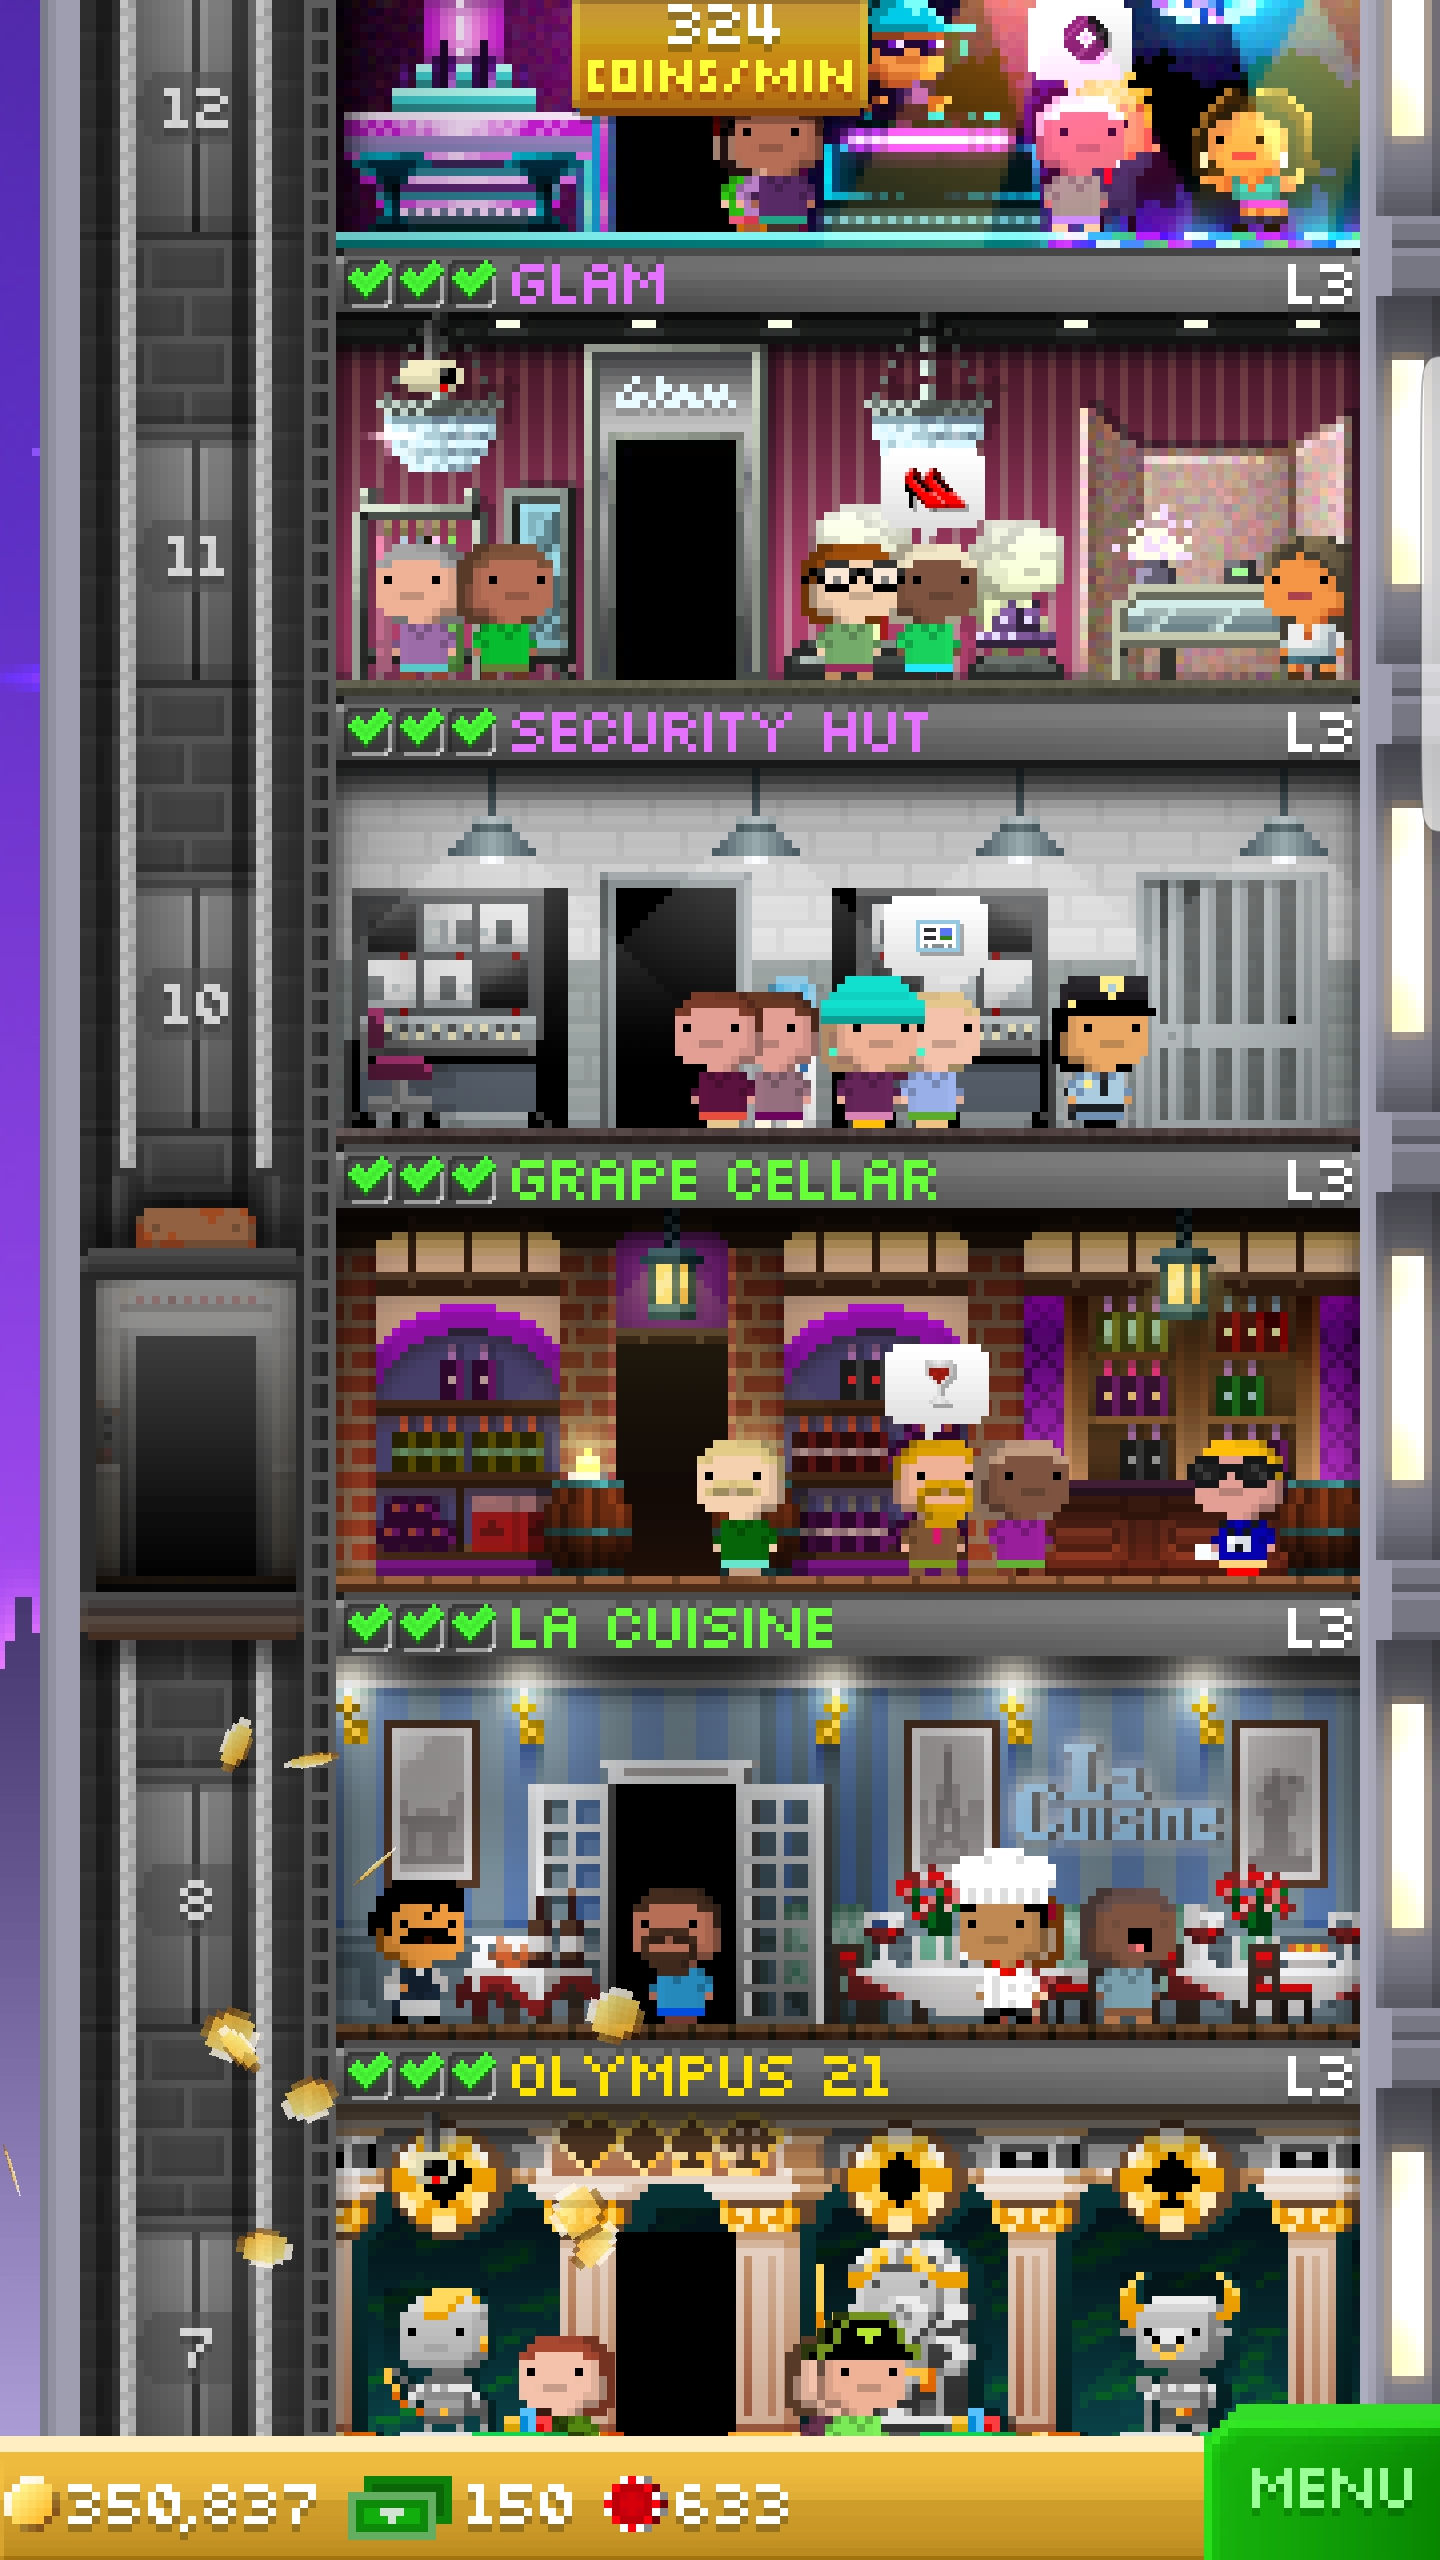 324
COINS/MIN
12
GLAM L3
Glam
11
SECURITY HUT L3
10
GRAPE CELLAR L3
LA CUISINE L3
La
Cuisine
8
OLYMPUS 21 L3
7
350,837 150 633 MENU